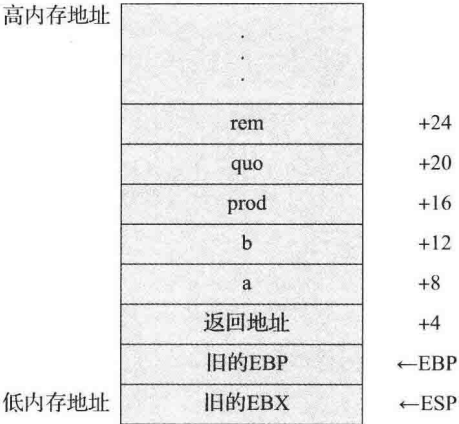 高内存地址
.
.
.
rem +24
quo +20
prod +16
b +12
a +8
返回地址 +4
旧的EBP ←EBP
低内存地址 旧的EBX ←ESP